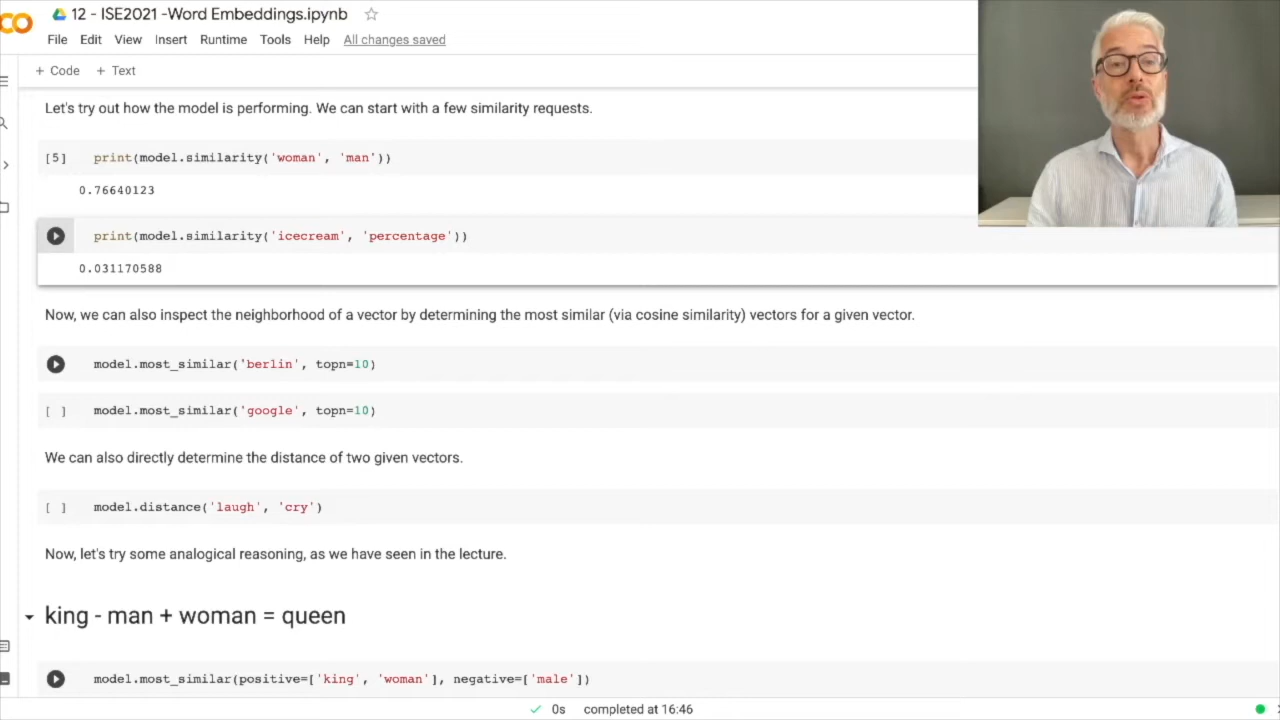 12 - ISE2021 -Word Embeddings.ipynb
File Edit View Insert Runtime Tools Help All changes saved
+ Code + Text
Let's try out how the model is performing. We can start with a few similarity requests.
[5] print(model.similarity('woman', 'man'))
0.76640123
print(model.similarity('icecream', 'percentage'))
0.031170588
Now, we can also inspect the neighborhood of a vector by determining the most similar (via cosine similarity) vectors for a given vector.
model.most_similar('berlin', topn=10)
[ ] model.most_similar('google', topn=10)
We can also directly determine the distance of two given vectors.
[ ] model.distance('laugh', 'cry')
Now, let's try some analogical reasoning, as we have seen in the lecture.
king - man + woman = queen
model.most_similar(positive=['king', 'woman'], negative=['male'])
0s completed at 16:46